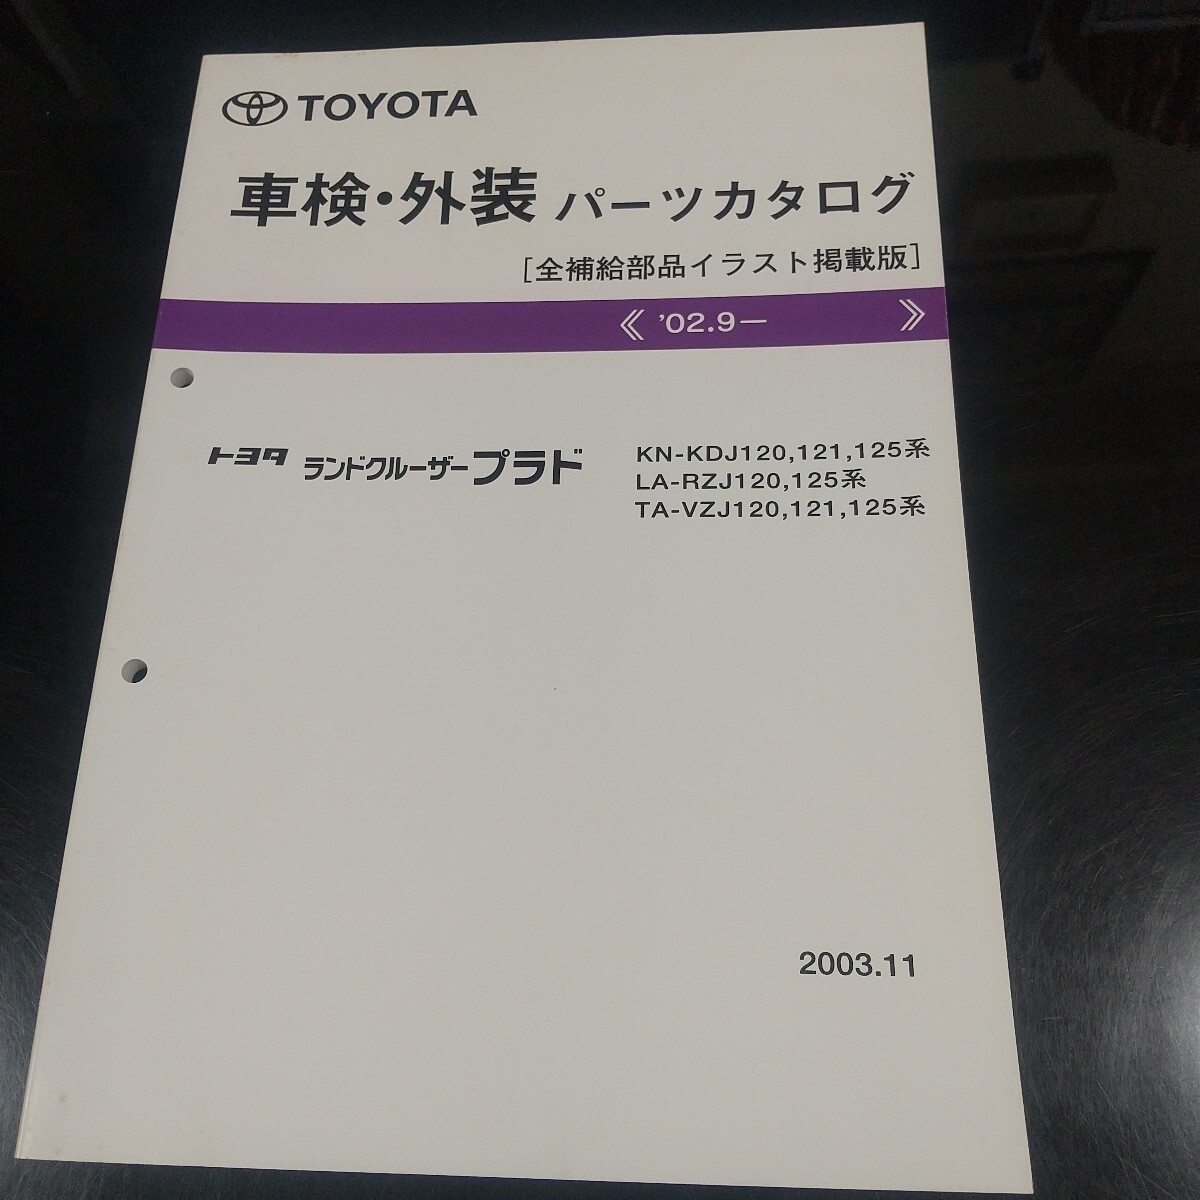 TOYOTA
車検・外装 パーツカタログ
[全補給部品イラスト掲載版]
《 '02.9ー 》
トヨタ ランドクルーザープラド
KN-KDJ120,121,125系
LA-RZJ120,125系
TA-VZJ120,121,125系
2003.11